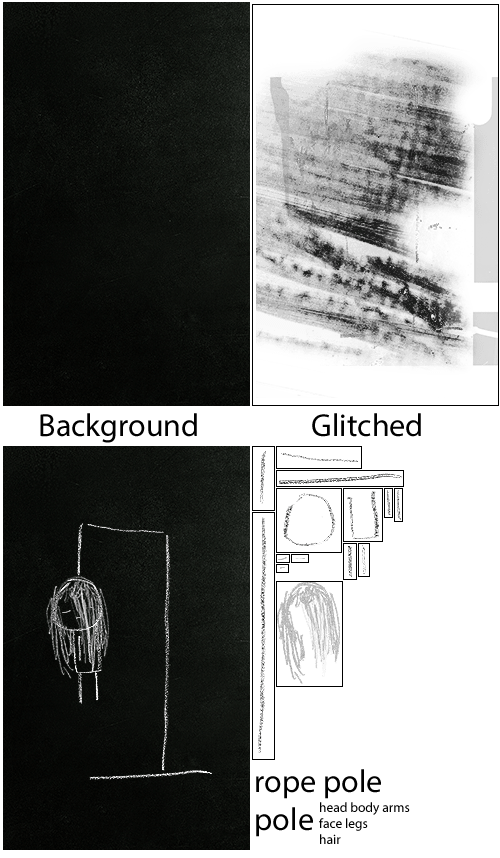 Background
Glitched
rope pole
pole head body arms
face legs
hair